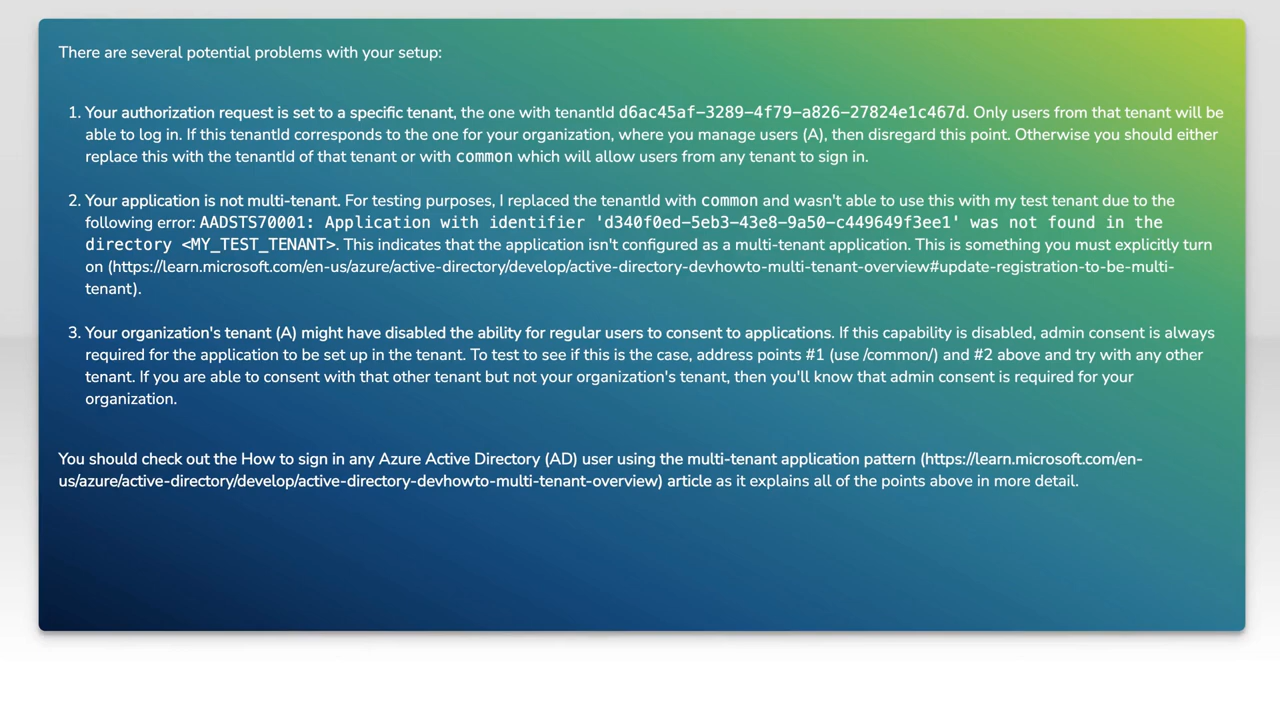 There are several potential problems with your setup:
1. Your authorization request is set to a specific tenant, the one with tenantId d6ac45af-3289-4f79-a826-27824e1c467d. Only users from that tenant will be
able to log in. If this tenantId corresponds to the one for your organization, where you manage users (A), then disregard this point. Otherwise you should either
replace this with the tenantId of that tenant or with common which will allow users from any tenant to sign in.
2. Your application is not multi-tenant. For testing purposes, I replaced the tenantId with common and wasn't able to use this with my test tenant due to the
following error: AADSTS70001: Application with identifier 'd340f0ed-5eb3-43e8-9a50-c449649f3ee1' was not found in the
directory <MY_TEST_TENANT>. This indicates that the application isn't configured as a multi-tenant application. This is something you must explicitly turn
on (https://learn.microsoft.com/en-us/azure/active-directory/develop/active-directory-devhowto-multi-tenant-overview#update-registration-to-be-multi-
tenant).
3. Your organization's tenant (A) might have disabled the ability for regular users to consent to applications. If this capability is disabled, admin consent is always
required for the application to be set up in the tenant. To test to see if this is the case, address points #1 (use /common/) and #2 above and try with any other
tenant. If you are able to consent with that other tenant but not your organization's tenant, then you'll know that admin consent is required for your
organization.
You should check out the How to sign in any Azure Active Directory (AD) user using the multi-tenant application pattern (https://learn.microsoft.com/en-
us/azure/active-directory/develop/active-directory-devhowto-multi-tenant-overview) article as it explains all of the points above in more detail.